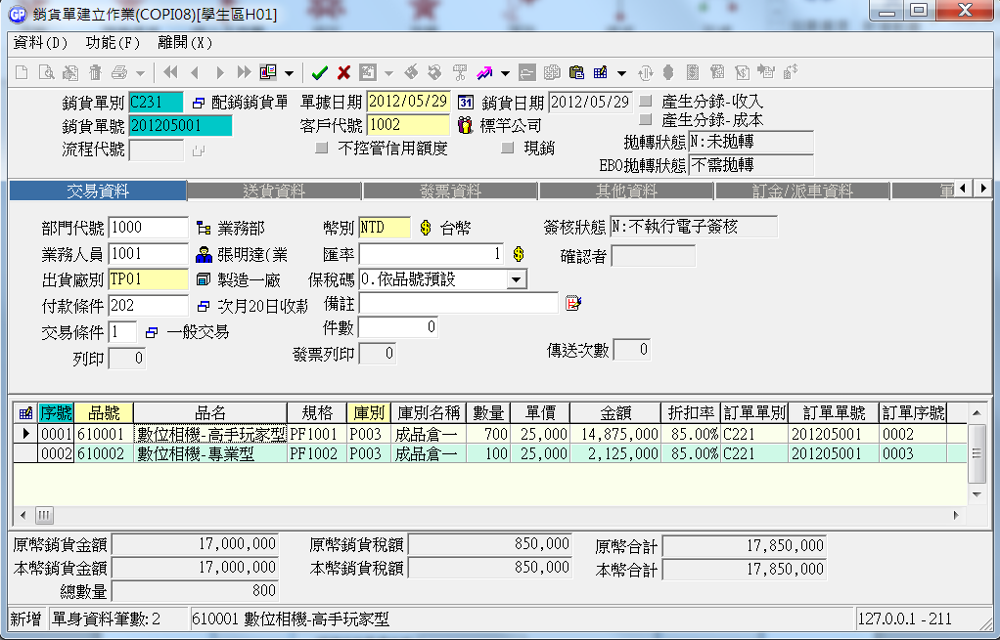 銷貨單建立作業(COPI08)[學生區H01]
資料(D) 功能(F) 離開(X)
銷貨單別 C231 配銷銷貨單 單據日期 2012/05/29 31 銷貨日期 2012/05/29 產生分錄-收入
銷貨單號 201205001 客戶代號 1002 標竿公司 產生分錄-成本
流程代號 不控管信用額度 現銷 拋轉狀態 N:未拋轉
EBO拋轉狀態 不需拋轉
交易資料 送貨資料 發票資料 其他資料 訂金/派車資料
部門代號 1000 業務部 幣別 NTD 台幣 簽核狀態 N:不執行電子簽核
業務人員 1001 張明達(業 匯率 1 確認者
出貨廠別 TP01 製造一廠 保稅碼 0.依品號預設
付款條件 202 次月20日收款 備註
交易條件 1 一般交易 件數 0
列印 0 發票列印 0 傳送次數 0
序號 品號 品名 規格 庫別 庫別名稱 數量 單價 金額 折扣率 訂單單別 訂單單號 訂單序號
0001 610001 數位相機-高手玩家型 PF1001 P003 成品倉一 700 25,000 14,875,000 85.00% C221 201205001 0002
0002 610002 數位相機-專業型 PF1002 P003 成品倉一 100 25,000 2,125,000 85.00% C221 201205001 0003
原幣銷貨金額 17,000,000 原幣銷貨稅額 850,000 原幣合計 17,850,000
本幣銷貨金額 17,000,000 本幣銷貨稅額 850,000 本幣合計 17,850,000
總數量 800
新增 單身資料筆數:2 610001 數位相機-高手玩家型 127.0.0.1 - 211